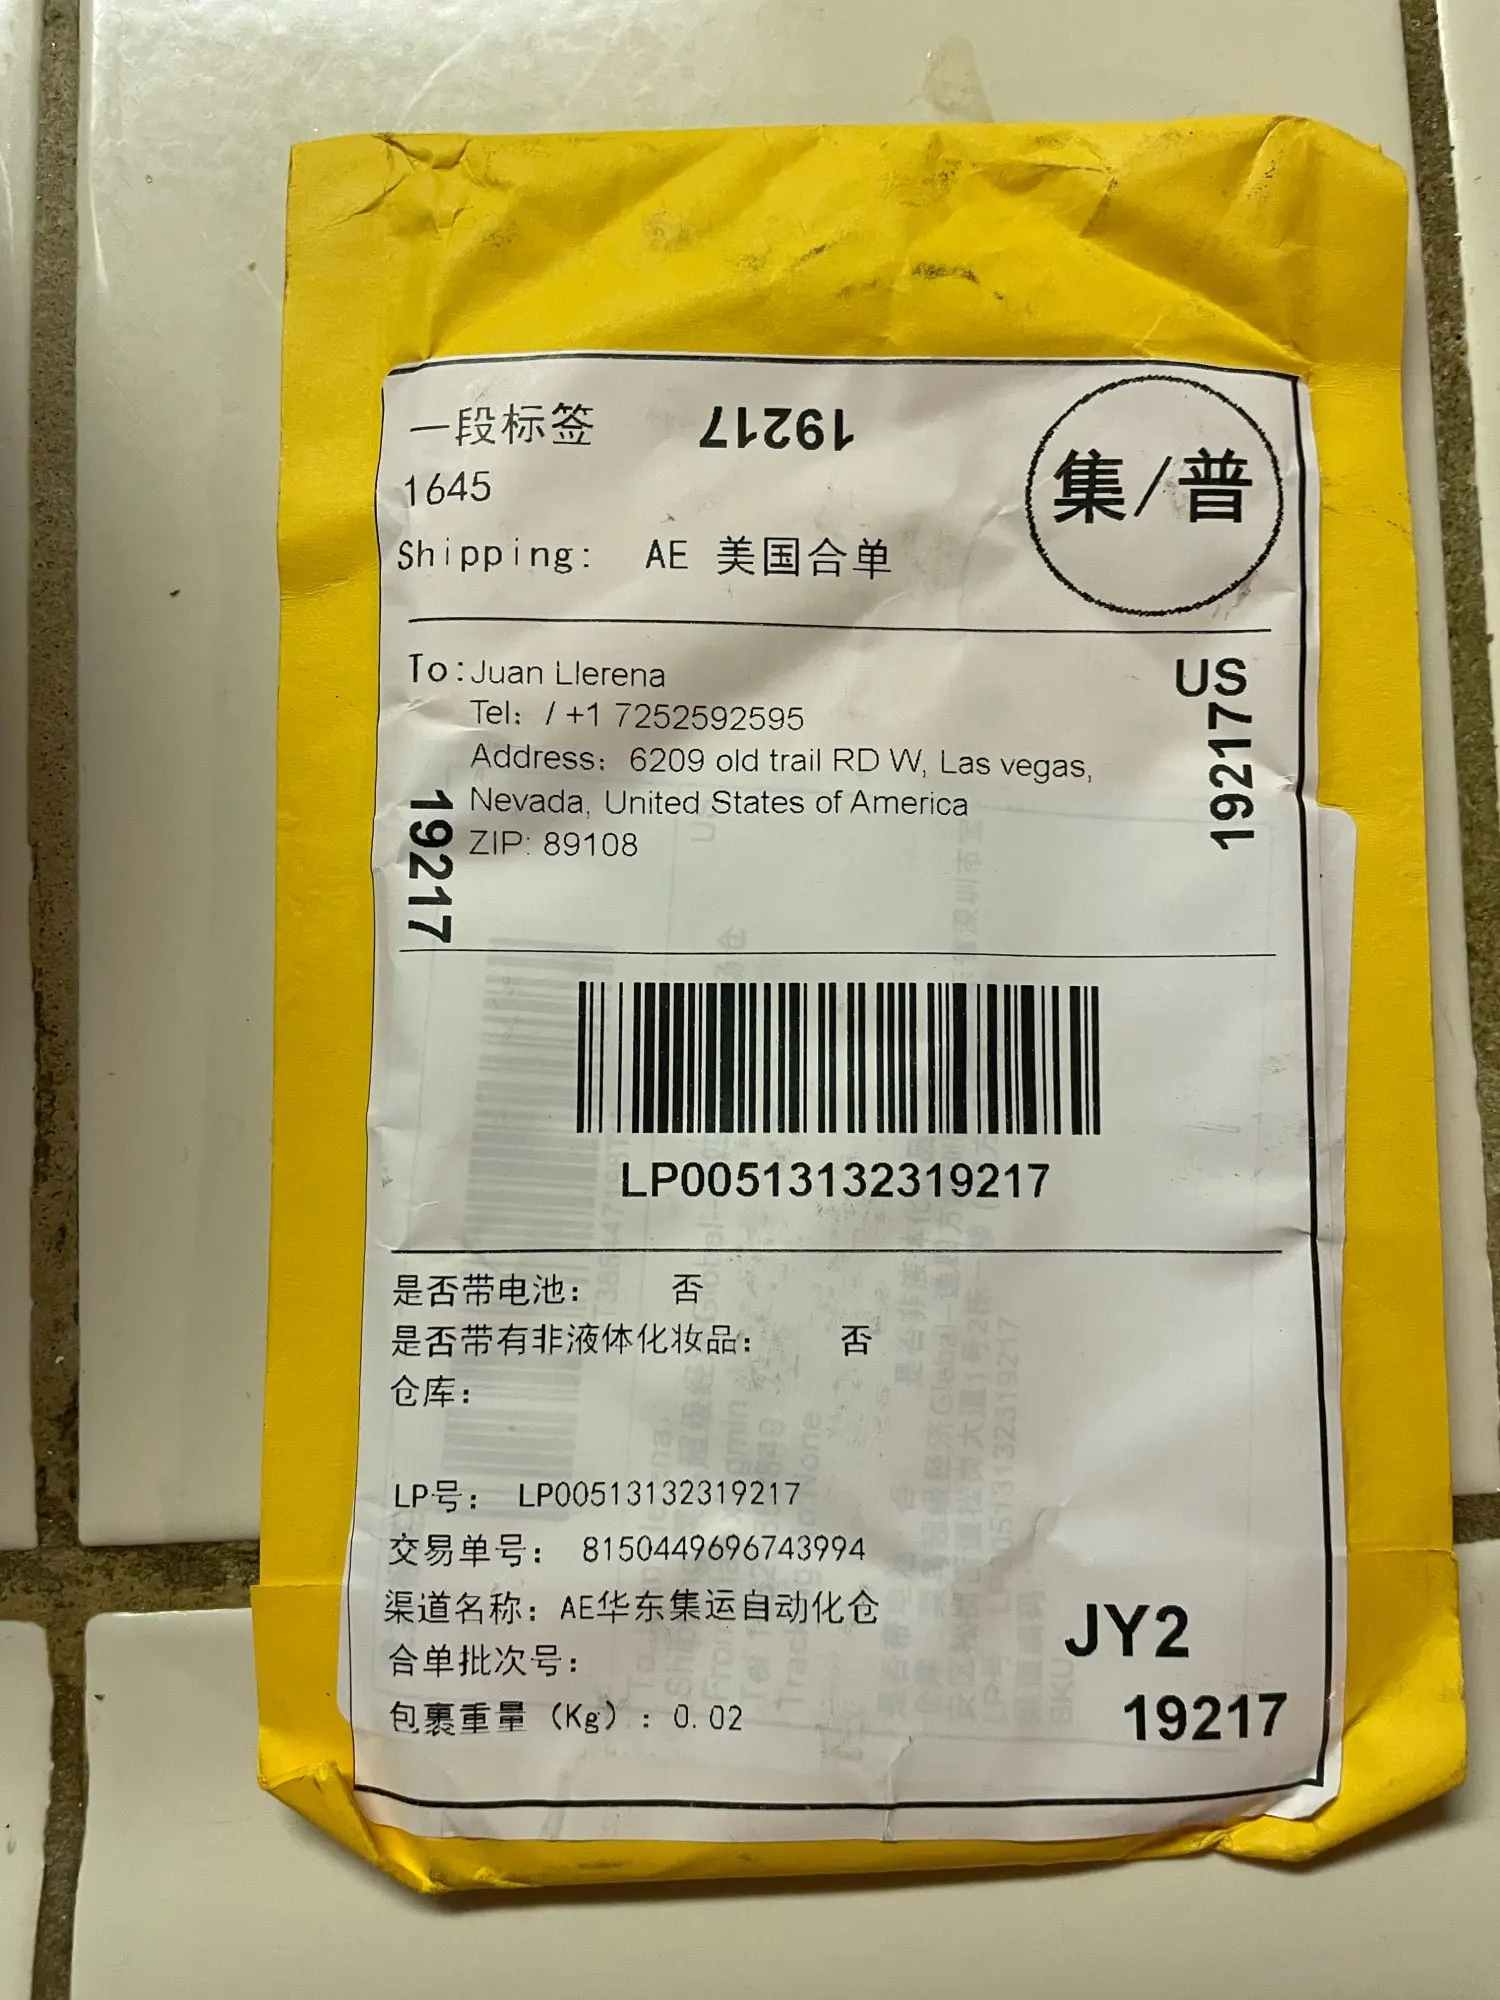 一段标签
19217
集/普
1645
Shipping: AE 美国合单
To: Juan Llerena
US
Tel: / +1 7252592595
19217
Address: 6209 old trail RD W, Las vegas,
Nevada, United States of America
19217
ZIP: 89108
LP00513132319217
是否带电池: 否
是否带有非液体化妆品: 否
仓库:
LP号: LP00513132319217
交易单号: 8150449696743994
渠道名称: AE华东集运自动化仓
JY2
合单批次号:
包裹重量 (Kg) : 0.02
19217